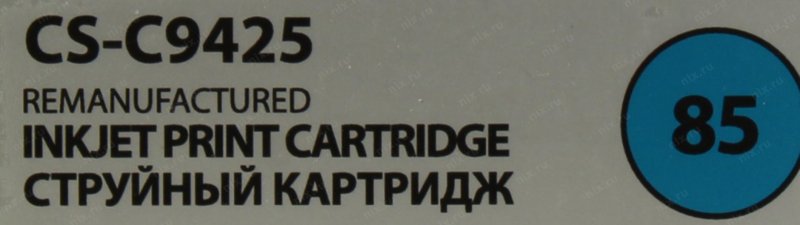 CS-C9425
REMANUFACTURED
INKJET PRINT CARTRIDGE
СТРУЙНЫЙ КАРТРИДЖ
85